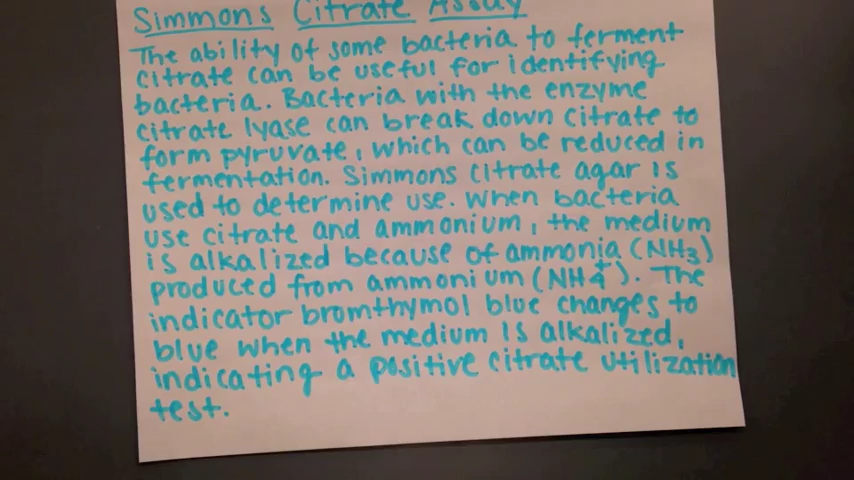 Simmons Citrate Assay
The ability of some bacteria to ferment
citrate can be useful for identifying
bacteria. Bacteria with the enzyme
citrate lyase can break down citrate to
form pyruvate, which can be reduced in
fermentation. Simmons citrate agar is
used to determine use. When bacteria
use citrate and ammonium, the medium
is alkalized because of ammonia (NH3)
produced from ammonium (NH4+). The
indicator bromthymol blue changes to
blue when the medium is alkalized,
indicating a positive citrate utilization
test.